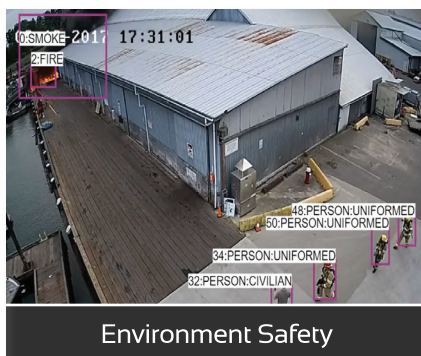 0:SMOKE-2017 17:31:01
2:FIRE
48:PERSON:UNIFORMED
50:PERSON:UNIFORMED
34:PERSON:UNIFORMED
32:PERSON:CIVILIAN
Environment Safety